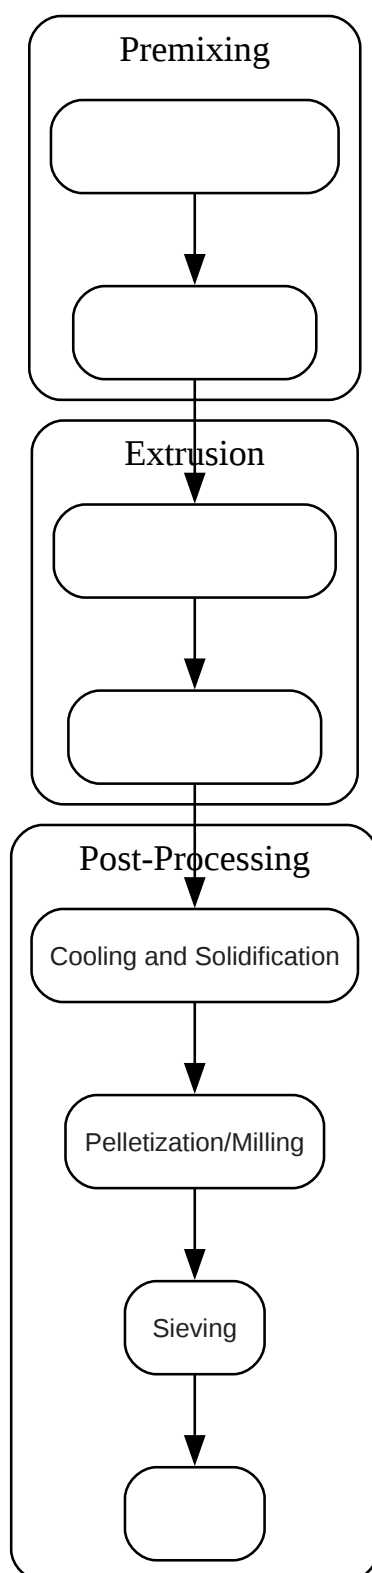 Premixing
Extrusion
Post-Processing
Cooling and Solidification
Pelletization/Milling
Sieving